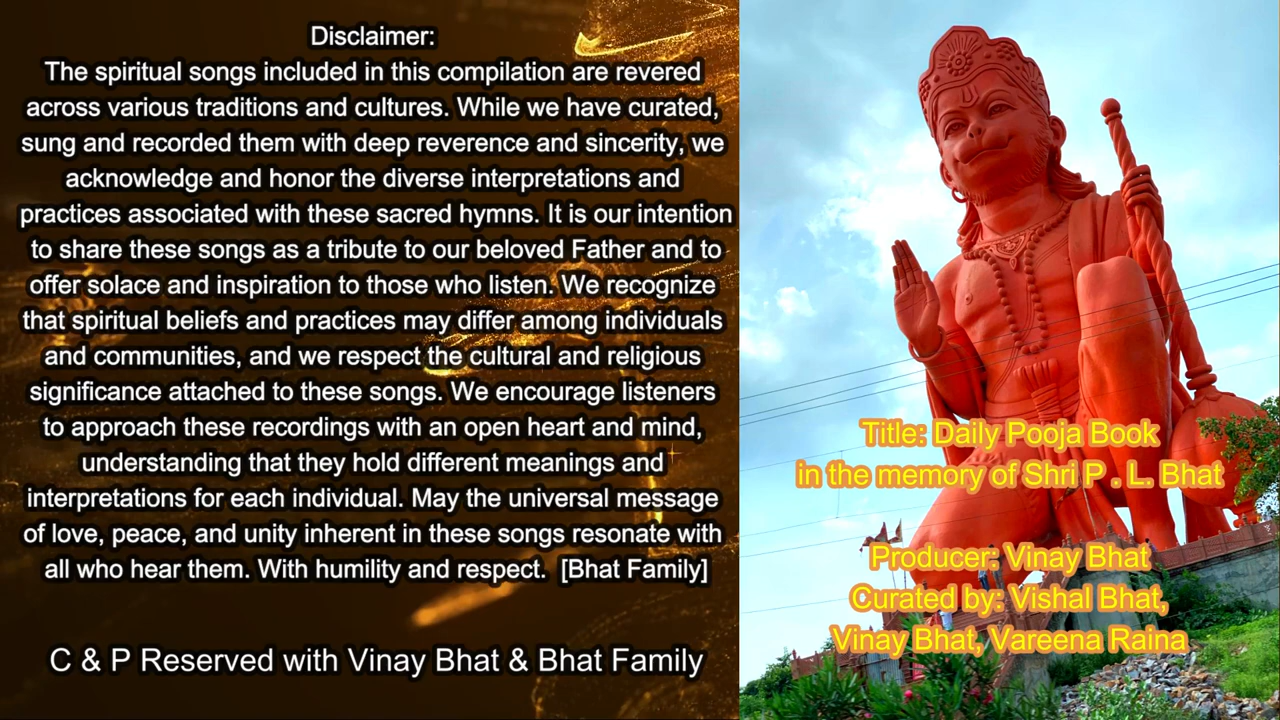 Disclaimer:
The spiritual songs included in this compilation are revered
across various traditions and cultures. While we have curated,
sung and recorded them with deep reverence and sincerity, we
acknowledge and honor the diverse interpretations and
practices associated with these sacred hymns. It is our intention
to share these songs as a tribute to our beloved Father and to
offer solace and inspiration to those who listen. We recognize
that spiritual beliefs and practices may differ among individuals
and communities, and we respect the cultural and religious
significance attached to these songs. We encourage listeners
to approach these recordings with an open heart and mind,
understanding that they hold different meanings and
interpretations for each individual. May the universal message
of love, peace, and unity inherent in these songs resonate with
all who hear them. With humility and respect.  [Bhat Family]
C & P Reserved with Vinay Bhat & Bhat Family
Title: Daily Pooja Book
in the memory of Shri P . L. Bhat
Producer: Vinay Bhat
Curated by: Vishal Bhat,
Vinay Bhat, Vareena Raina